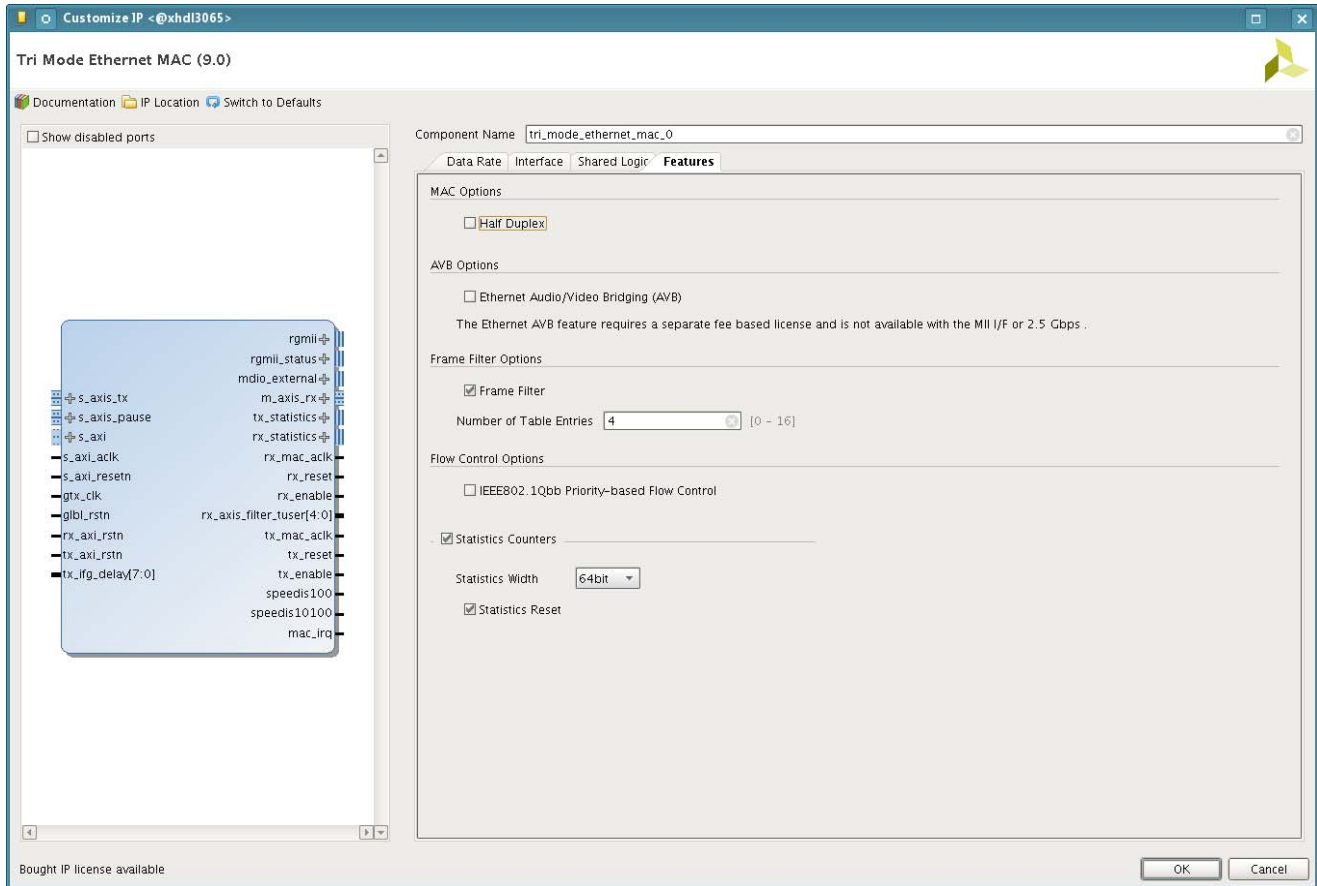 Customize IP <@xhdl3065>
Tri Mode Ethernet MAC (9.0)
Documentation IP Location Switch to Defaults
Show disabled ports
rgmii
rgmii_status
mdio_external
s_axis_tx m_axis_rx
s_axis_pause tx_statistics
s_axi rx_statistics
s_axi_aclk rx_mac_aclk
s_axi_resetn rx_reset
gtx_clk rx_enable
glbl_rstn rx_axis_filter_tuser[4:0]
rx_axi_rstn tx_mac_aclk
tx_axi_rstn tx_reset
tx_ifg_delay[7:0] tx_enable
speedis100
speedis10100
mac_irq
Component Name tri_mode_ethernet_mac_0
Data Rate Interface Shared Logic Features
MAC Options
Half Duplex
AVB Options
Ethernet Audio/Video Bridging (AVB)
The Ethernet AVB feature requires a separate fee based license and is not available with the MII I/F or 2.5 Gbps .
Frame Filter Options
Frame Filter
Number of Table Entries 4 [0 - 16]
Flow Control Options
IEEE802.1Qbb Priority-based Flow Control
Statistics Counters
Statistics Width 64bit
Statistics Reset
Bought IP license available
OK Cancel